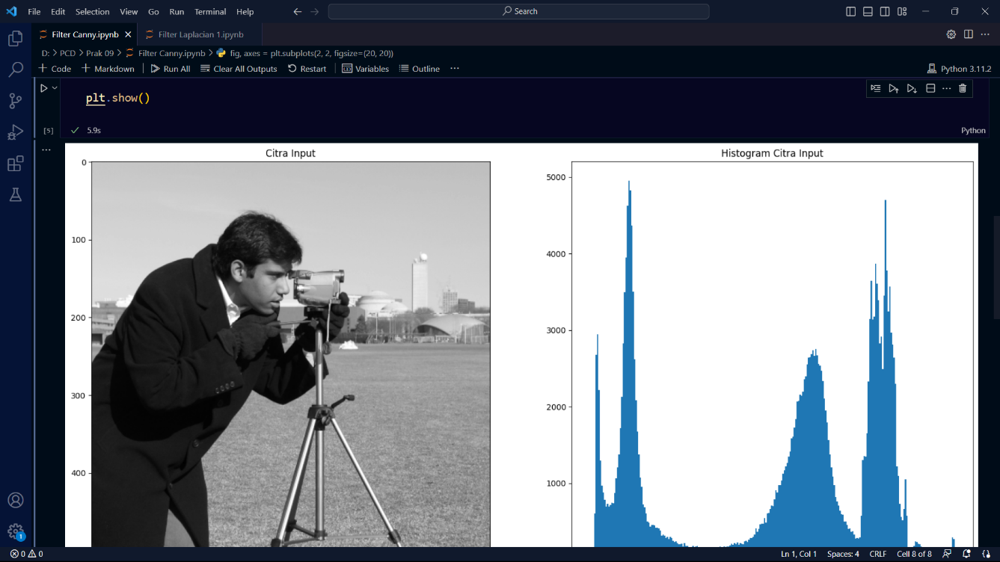 File Edit Selection View Go Run Terminal Help Search
Filter Canny.ipynb Filter Laplacian 1.ipynb
D: > PCD > Prak 09 > Filter Canny.ipynb > fig, axes = plt.subplots(2, 2, figsize=(20, 20))
+ Code + Markdown Run All Clear All Outputs Restart Variables Outline ... Python 3.11.2
plt.show()
[5] 5.9s Python
Citra Input
0
100
200
300
400
Histogram Citra Input
5000
4000
3000
2000
1000
1
0 0 Ln 1, Col 1 Spaces: 4 CRLF Cell 8 of 8